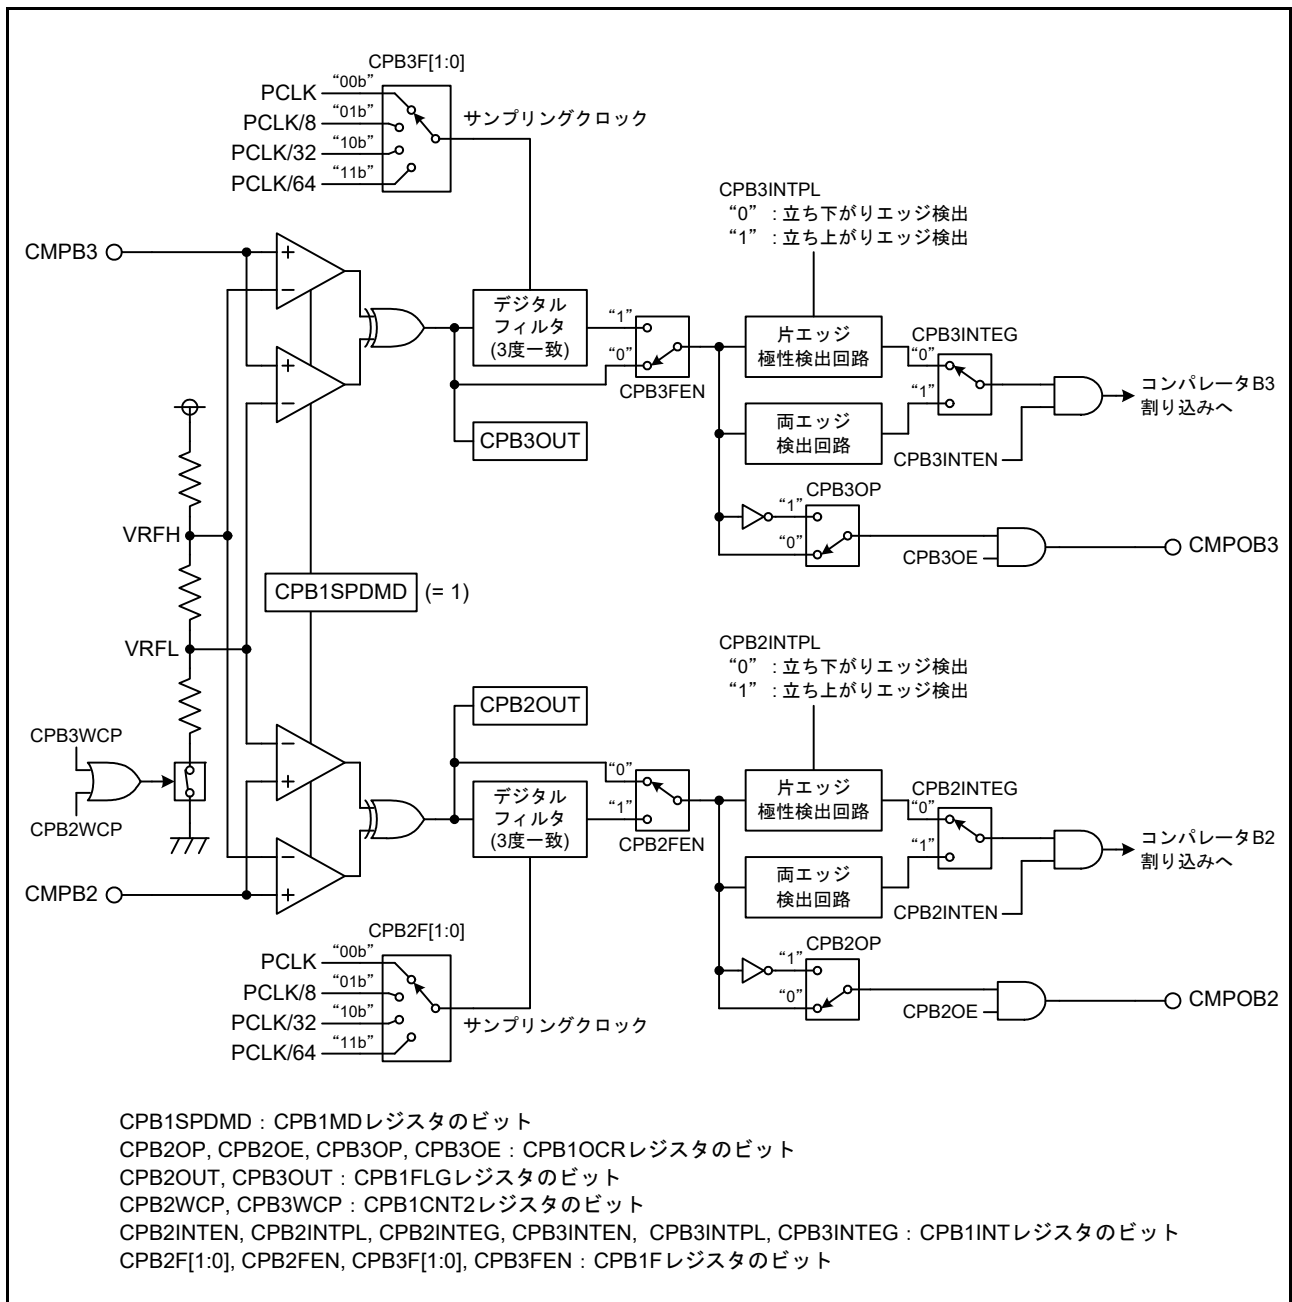 CPB3F[1:0]
PCLK
“00b”
PCLK/8
“01b”
PCLK/32
“10b”
PCLK/64
“11b”
サンプリングクロック
CPB3INTPL
“0” : 立ち下がりエッジ検出
“1” : 立ち上がりエッジ検出
CMPB3
+
−
+
−
デジタル
フィルタ
(3度一致)
“1”
“0”
CPB3FEN
片エッジ
極性検出回路
両エッジ
検出回路
CPB3INTEG
“0”
“1”
CPB3INTEN
コンパレータB3
割り込みへ
CPB3OUT
CPB3OP
“1”
“0”
CPB3OE
CMPOB3
VRFH
CPB1SPDMD (= 1)
VRFL
CPB2INTPL
“0” : 立ち下がりエッジ検出
“1” : 立ち上がりエッジ検出
CPB2OUT
CPB3WCP
CPB2WCP
−
+
−
+
CMPB2
デジタル
フィルタ
(3度一致)
“0”
“1”
CPB2FEN
片エッジ
極性検出回路
両エッジ
検出回路
CPB2INTEG
“0”
“1”
CPB2INTEN
コンパレータB2
割り込みへ
CPB2F[1:0]
PCLK
“00b”
PCLK/8
“01b”
PCLK/32
“10b”
PCLK/64
“11b”
サンプリングクロック
CPB2OP
“1”
“0”
CPB2OE
CMPOB2
CPB1SPDMD : CPB1MDレジスタのビット
CPB2OP, CPB2OE, CPB3OP, CPB3OE : CPB1OCRレジスタのビット
CPB2OUT, CPB3OUT : CPB1FLGレジスタのビット
CPB2WCP, CPB3WCP : CPB1CNT2レジスタのビット
CPB2INTEN, CPB2INTPL, CPB2INTEG, CPB3INTEN, CPB3INTPL, CPB3INTEG : CPB1INTレジスタのビット
CPB2F[1:0], CPB2FEN, CPB3F[1:0], CPB3FEN : CPB1Fレジスタのビット